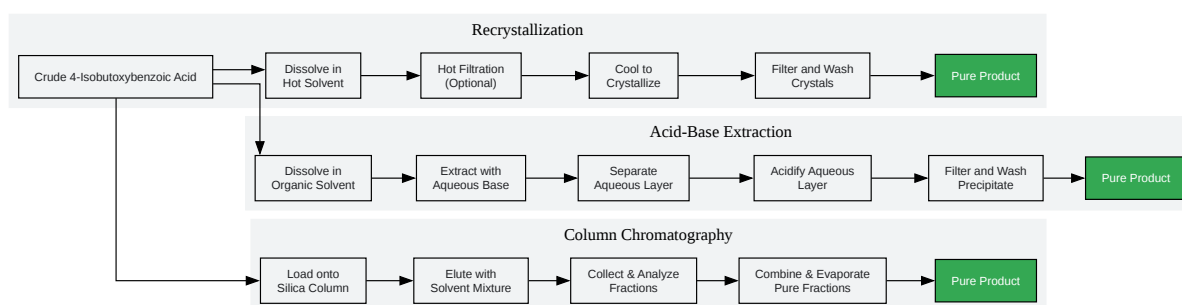 Recrystallization
Crude 4-Isobutoxybenzoic Acid
Dissolve in
Hot Solvent
Hot Filtration
(Optional)
Cool to
Crystallize
Filter and Wash
Crystals
Pure Product
Acid-Base Extraction
Dissolve in
Organic Solvent
Extract with
Aqueous Base
Separate
Aqueous Layer
Acidify Aqueous
Layer
Filter and Wash
Precipitate
Pure Product
Column Chromatography
Load onto
Silica Column
Elute with
Solvent Mixture
Collect & Analyze
Fractions
Combine & Evaporate
Pure Fractions
Pure Product